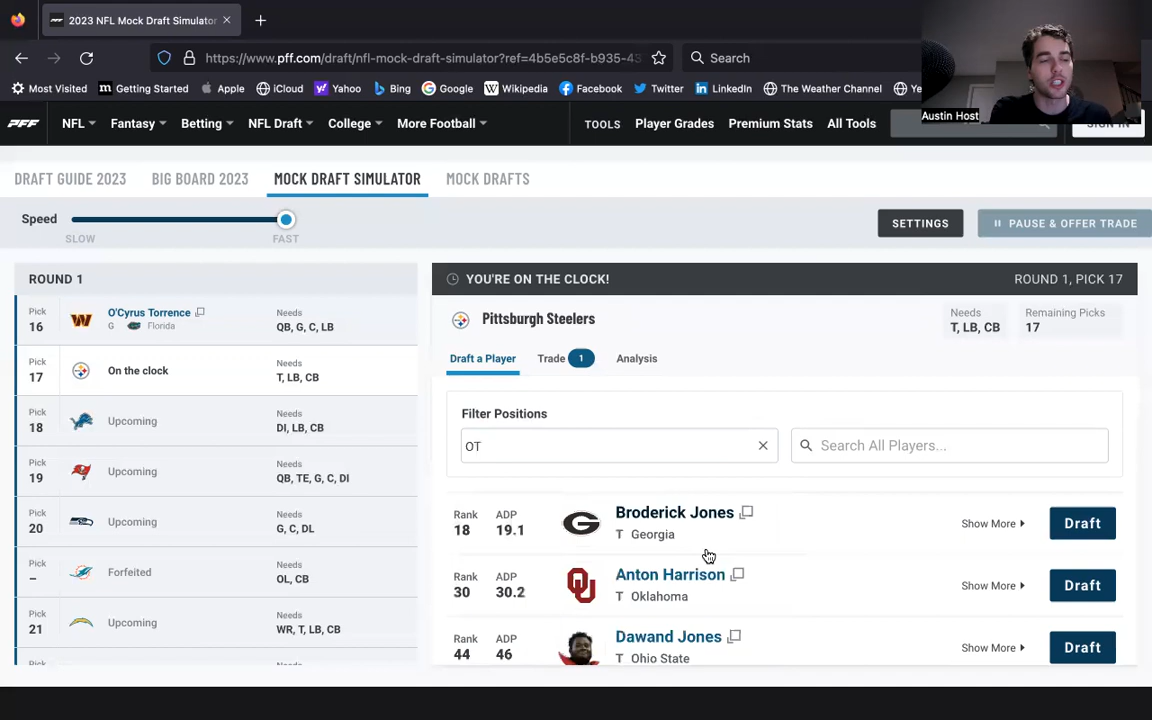 2023 NFL Mock Draft Simulator
https://www.pff.com/draft/nfl-mock-draft-simulator?ref=4b5e5c8f-b935-43
Search
Most Visited
Getting Started
Apple
iCloud
Yahoo
Bing
Google
Wikipedia
Facebook
Twitter
LinkedIn
The Weather Channel
Ye
Austin Host
PFF
NFL
Fantasy
Betting
NFL Draft
College
More Football
TOOLS
Player Grades
Premium Stats
All Tools
SIGN IN
DRAFT GUIDE 2023
BIG BOARD 2023
MOCK DRAFT SIMULATOR
MOCK DRAFTS
Speed
SLOW
FAST
SETTINGS
PAUSE & OFFER TRADE
ROUND 1
Pick
16
O'Cyrus Torrence
G Florida
Needs
QB, G, C, LB
Pick
17
On the clock
Needs
T, LB, CB
Pick
18
Upcoming
Needs
DI, LB, CB
Pick
19
Upcoming
Needs
QB, TE, G, C, DI
Pick
20
Upcoming
Needs
G, C, DL
Pick
–
Forfeited
Needs
OL, CB
Pick
21
Upcoming
Needs
WR, T, LB, CB
Pick
Needs
YOU'RE ON THE CLOCK!
ROUND 1, PICK 17
Pittsburgh Steelers
Needs
T, LB, CB
Remaining Picks
17
Draft a Player
Trade 1
Analysis
Filter Positions
OT
Search All Players...
Rank
18
ADP
19.1
Broderick Jones
T Georgia
Show More
Draft
Rank
30
ADP
30.2
Anton Harrison
T Oklahoma
Show More
Draft
Rank
44
ADP
46
Dawand Jones
T Ohio State
Show More
Draft